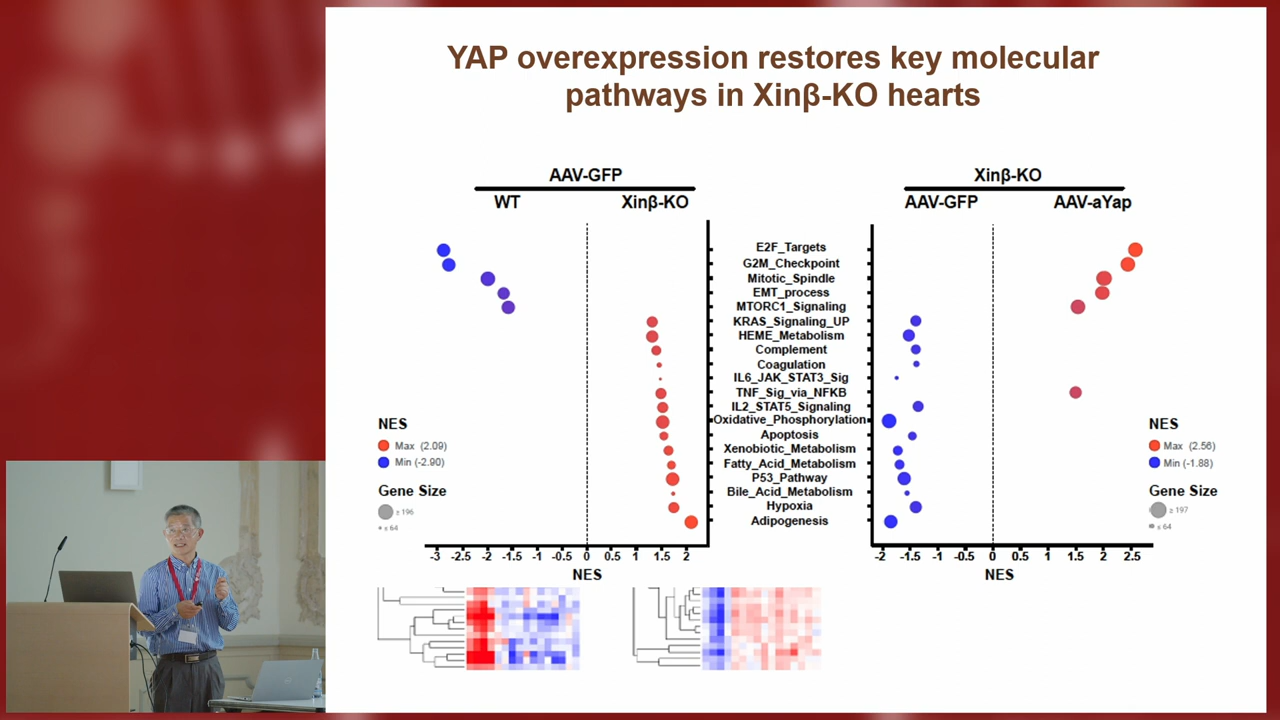 YAP overexpression restores key molecular
pathways in Xinβ-KO hearts
AAV-GFP
WT
Xinβ-KO
Xinβ-KO
AAV-GFP
AAV-aYap
E2F_Targets
G2M_Checkpoint
Mitotic_Spindle
EMT_process
MTORC1_Signaling
KRAS_Signaling_UP
HEME_Metabolism
Complement
Coagulation
IL6_JAK_STAT3_Sig
TNF_Sig_via_NFKB
IL2_STAT5_Signaling
Oxidative_Phosphorylation
Apoptosis
Xenobiotic_Metabolism
Fatty_Acid_Metabolism
P53_Pathway
Bile_Acid_Metabolism
Hypoxia
Adipogenesis
NES
Max (2.09)
Min (-2.90)
Gene Size
≥ 196
≤ 64
NES
Max (2.56)
Min (-1.88)
Gene Size
≥ 197
≤ 64
-3 -2.5 -2 -1.5 -1 -0.5 0 0.5 1 1.5 2
NES
-2 -1.5 -1 -0.5 0 0.5 1 1.5 2 2.5
NES